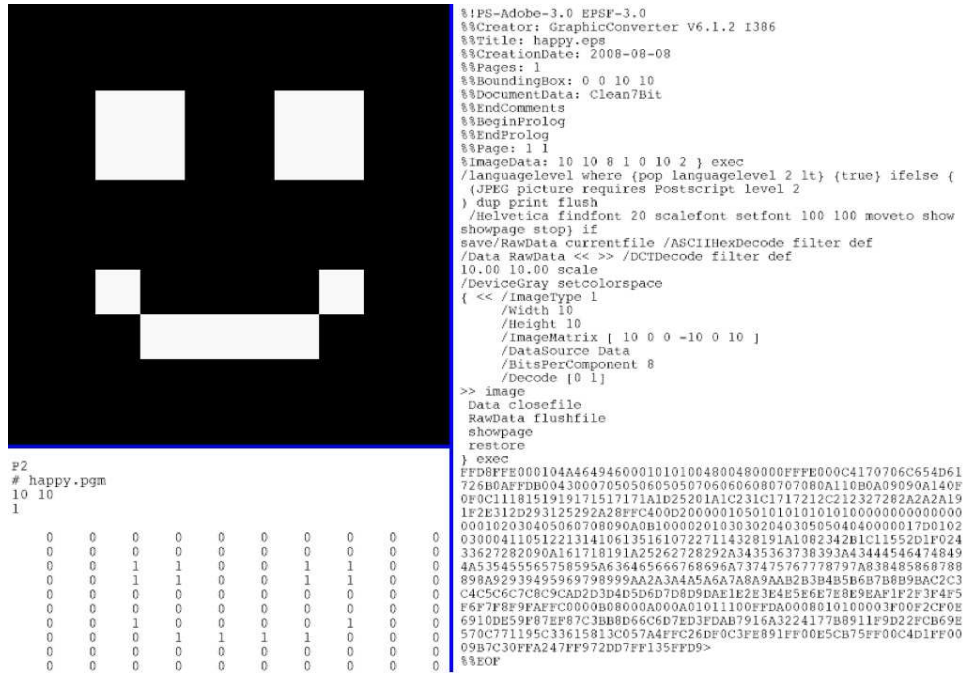 P2
# happy.pgm
10 10
1
0 0 0 0 0 0 0 0 0 0
0 0 0 0 0 0 0 0 0 0
0 0 1 1 0 0 1 1 0 0
0 0 1 1 0 0 1 1 0 0
0 0 0 0 0 0 0 0 0 0
0 0 0 0 0 0 0 0 0 0
0 0 1 0 0 0 0 1 0 0
0 0 0 1 1 1 1 0 0 0
0 0 0 0 0 0 0 0 0 0
0 0 0 0 0 0 0 0 0 0
%!PS-Adobe-3.0 EPSF-3.0
%%Creator: GraphicConverter V6.1.2 I386
%%Title: happy.eps
%%CreationDate: 2008-08-08
%%Pages: 1
%%BoundingBox: 0 0 10 10
%%DocumentData: Clean7Bit
%%EndComments
%%BeginProlog
%%EndProlog
%%Page: 1 1
%ImageData: 10 10 8 1 0 10 2 } exec
/languagelevel where {pop languagelevel 2 lt} {true} ifelse {
(JPEG picture requires Postscript level 2
) dup print flush
/Helvetica findfont 20 scalefont setfont 100 100 moveto show
showpage stop} if
save/RawData currentfile /ASCIIHexDecode filter def
/Data RawData << >> /DCTDecode filter def
10.00 10.00 scale
/DeviceGray setcolorspace
{ << /ImageType 1
/Width 10
/Height 10
/ImageMatrix [ 10 0 0 -10 0 10 ]
/DataSource Data
/BitsPerComponent 8
/Decode [0 1]
>> image
Data closefile
RawData flushfile
showpage
restore
} exec
FFD8FFE000104A46494600010101004800480000FFFE000C4170706C654D61
726B0AFFDB004300070505060505070606060807070 80A110B0A09090A140F
0F0C1118151919171517171A1D25201A1C231C1717212C212327282A2A2A19
1F2E312D293125292A28FFC400D20000010501010101010100000000000000
00010203040506070809 0A0B1000020103030204030505040400 00017D0102
03000411051221314106135161072271143281 91A1082342B1C11552D1F024
33627282090A161718191A25262728292A3435363738393A43444546474849
4A535455565758595A636465666768696A737475767778797A838485868788
898A92939495969798999AA2A3A4A5A6A7A8A9AAB2B3B4B5B6B7B8B9BAC2C3
C4C5C6C7C8C9CAD2D3D4D5D6D7D8D9DAE1E2E3E4E5E6E7E8E9EAF1F2F3F4F5
F6F7F8F9FAFFC0000B08000A000A01011100FFDA0008010100003F00F2CF0E
6910DE59F87EF87C3BB8D66C6D7ED3FDAB7916A3224177B8911F9D22FCB69E
570C771195C33615813C057A4FFC26DF0C3FE891FF00E5CB75FF00C4D1FF00
09B7C30FFA247FF972DD7FF135FFD9>
%%EOF